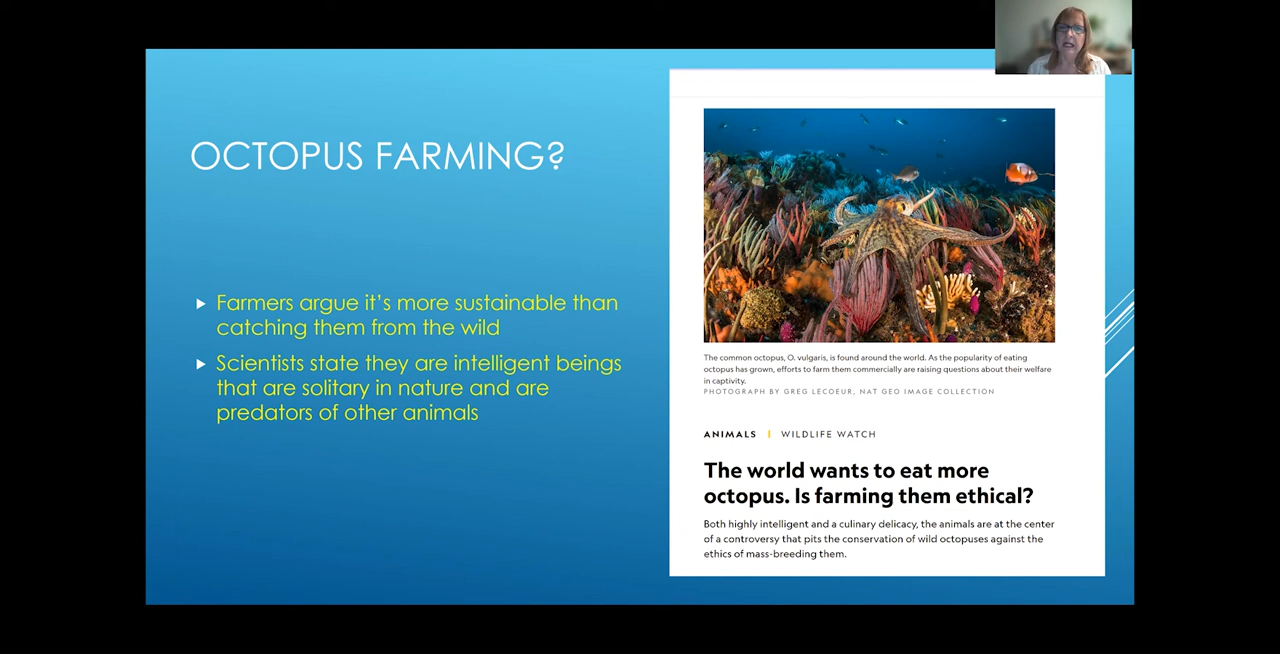 OCTOPUS FARMING?
Farmers argue it's more sustainable than
catching them from the wild
Scientists state they are intelligent beings
that are solitary in nature and are
predators of other animals
The common octopus, O. vulgaris, is found around the world. As the popularity of eating
octopus has grown, efforts to farm them commercially are raising questions about their welfare
in captivity.
PHOTOGRAPH BY GREG LECOEUR, NAT GEO IMAGE COLLECTION
ANIMALS | WILDLIFE WATCH
The world wants to eat more
octopus. Is farming them ethical?
Both highly intelligent and a culinary delicacy, the animals are at the center
of a controversy that pits the conservation of wild octopuses against the
ethics of mass-breeding them.